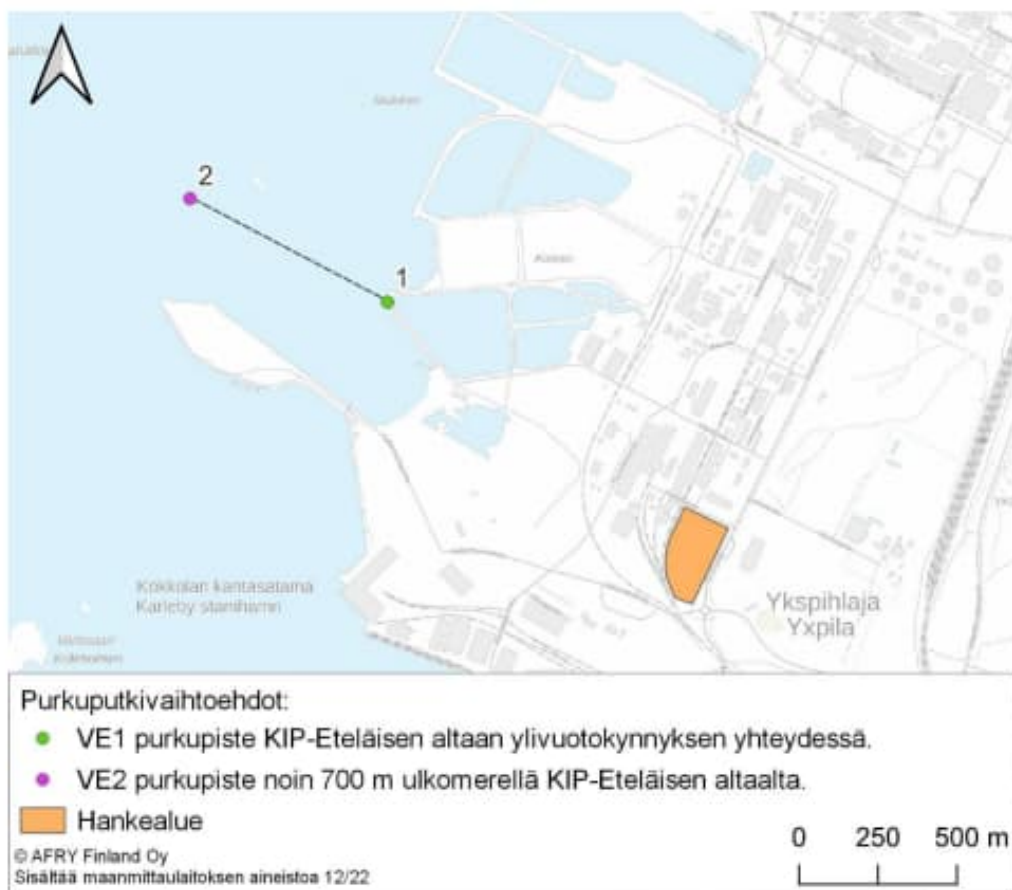 2
1
Kokkolan kantasatama
Karleby stamhamn
Ykspihlaja
Yxpila
Purkuputkivaihtoehdot:
VE1 purkupiste KIP-Eteläisen altaan ylivuotokynnyksen yhteydessä.
VE2 purkupiste noin 700 m ulkomerellä KIP-Eteläisen altaalta.
Hankealue
0 250 500 m
© AFRY Finland Oy
Sisältää maanmittauslaitoksen aineistoa 12/22